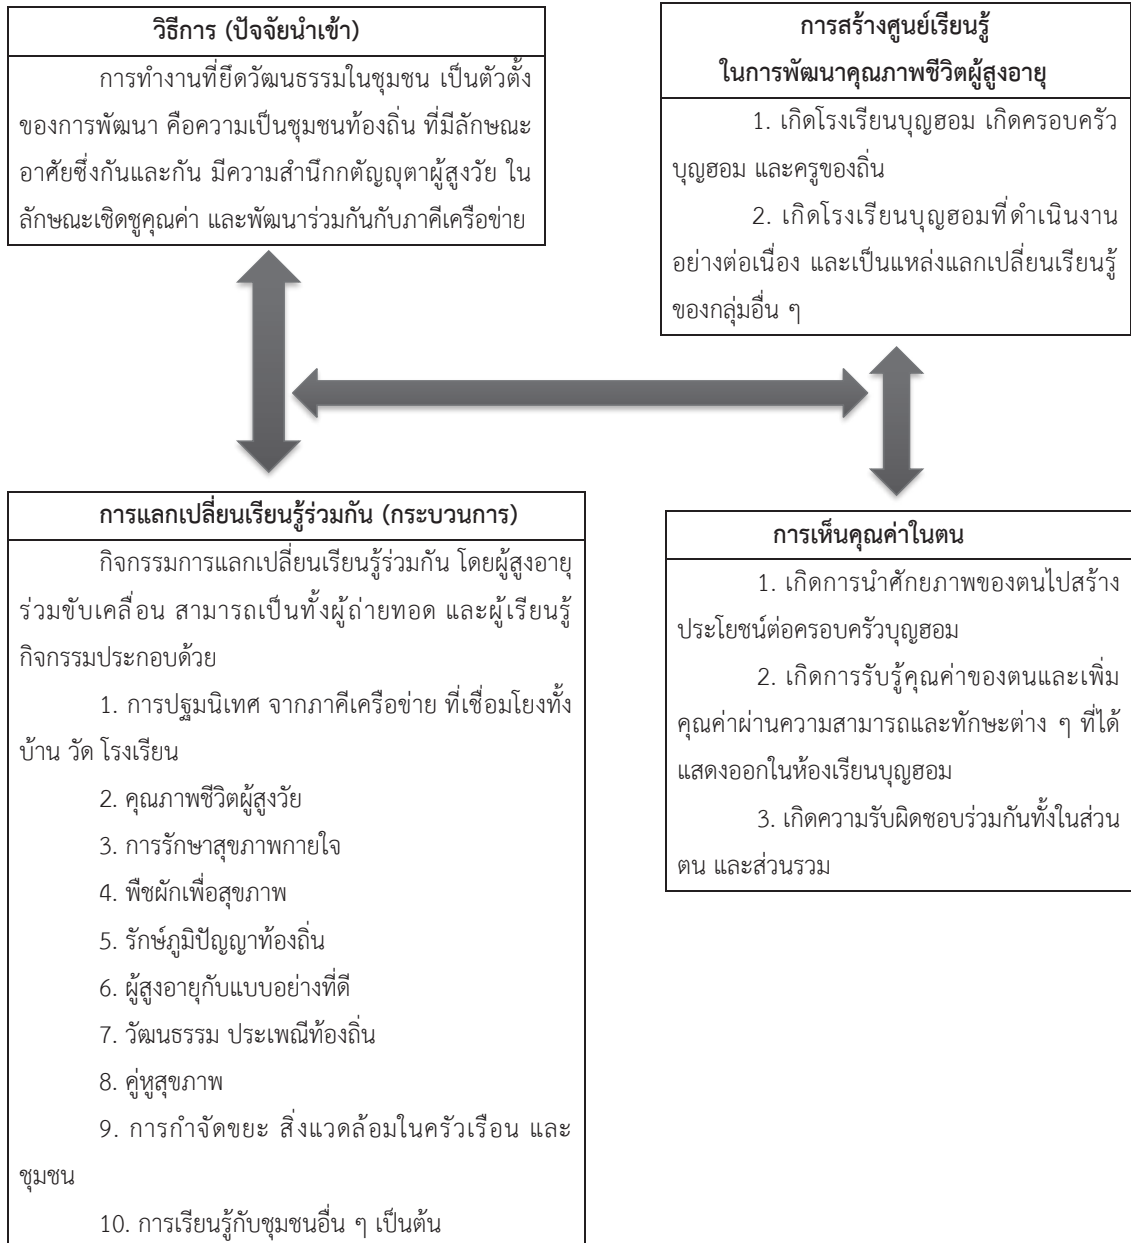 วิธีการ (ปัจจัยนำเข้า)
การทำงานที่ยึดวัฒนธรรมในชุมชน เป็นตัวตั้ง
ของการพัฒนา คือความเป็นชุมชนท้องถิ่น ที่มีลักษณะ
อาศัยซึ่งกันและกัน มีความสำนึกกตัญญุตาผู้สูงวัย ใน
ลักษณะเชิดชูคุณค่า และพัฒนาร่วมกันกับภาคีเครือข่าย
การสร้างศูนย์เรียนรู้
ในการพัฒนาคุณภาพชีวิตผู้สูงอายุ
1. เกิดโรงเรียนบุญฮอม เกิดครอบครัว
บุญฮอม และครูของถิ่น
2. เกิดโรงเรียนบุญฮอมที่ดำเนินงาน
อย่างต่อเนื่อง และเป็นแหล่งแลกเปลี่ยนเรียนรู้
ของกลุ่มอื่น ๆ
การแลกเปลี่ยนเรียนรู้ร่วมกัน (กระบวนการ)
กิจกรรมการแลกเปลี่ยนเรียนรู้ร่วมกัน โดยผู้สูงอายุ
ร่วมขับเคลื่อน สามารถเป็นทั้งผู้ถ่ายทอด และผู้เรียนรู้
กิจกรรมประกอบด้วย
1. การปฐมนิเทศ จากภาคีเครือข่าย ที่เชื่อมโยงทั้ง
บ้าน วัด โรงเรียน
2. คุณภาพชีวิตผู้สูงวัย
3. การรักษาสุขภาพกายใจ
4. พืชผักเพื่อสุขภาพ
5. รักษ์ภูมิปัญญาท้องถิ่น
6. ผู้สูงอายุกับแบบอย่างที่ดี
7. วัฒนธรรม ประเพณีท้องถิ่น
8. คู่หูสุขภาพ
9. การกำจัดขยะ สิ่งแวดล้อมในครัวเรือน และ
ชุมชน
10. การเรียนรู้กับชุมชนอื่น ๆ เป็นต้น
การเห็นคุณค่าในตน
1. เกิดการนำศักยภาพของตนไปสร้าง
ประโยชน์ต่อครอบครัวบุญฮอม
2. เกิดการรับรู้คุณค่าของตนและเพิ่ม
คุณค่าผ่านความสามารถและทักษะต่าง ๆ ที่ได้
แสดงออกในห้องเรียนบุญฮอม
3. เกิดความรับผิดชอบร่วมกันทั้งในส่วน
ตน และส่วนรวม